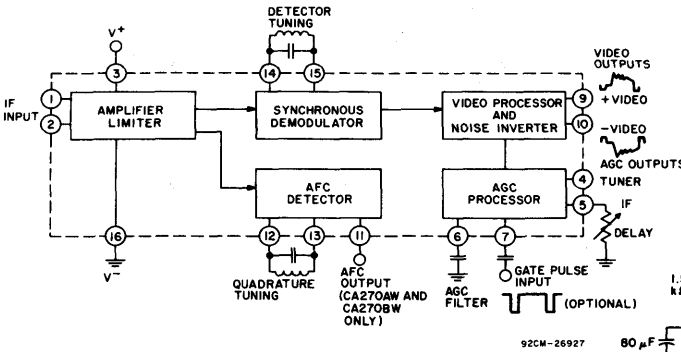 DETECTOR
TUNING
V+
3
14
15
VIDEO
OUTPUTS
IF
INPUT
1
2
AMPLIFIER
LIMITER
SYNCHRONOUS
DEMODULATOR
VIDEO PROCESSOR
AND
NOISE INVERTER
9
+VIDEO
10
-VIDEO
AGC OUTPUTS
AFC
DETECTOR
AGC
PROCESSOR
4
TUNER
5
IF
DELAY
16
V-
12
13
11
6
7
QUADRATURE
TUNING
AFC
OUTPUT
(CA270AW AND
CA270BW
ONLY)
AGC
FILTER
GATE PULSE
INPUT
(OPTIONAL)
92CM-26927
80 μF